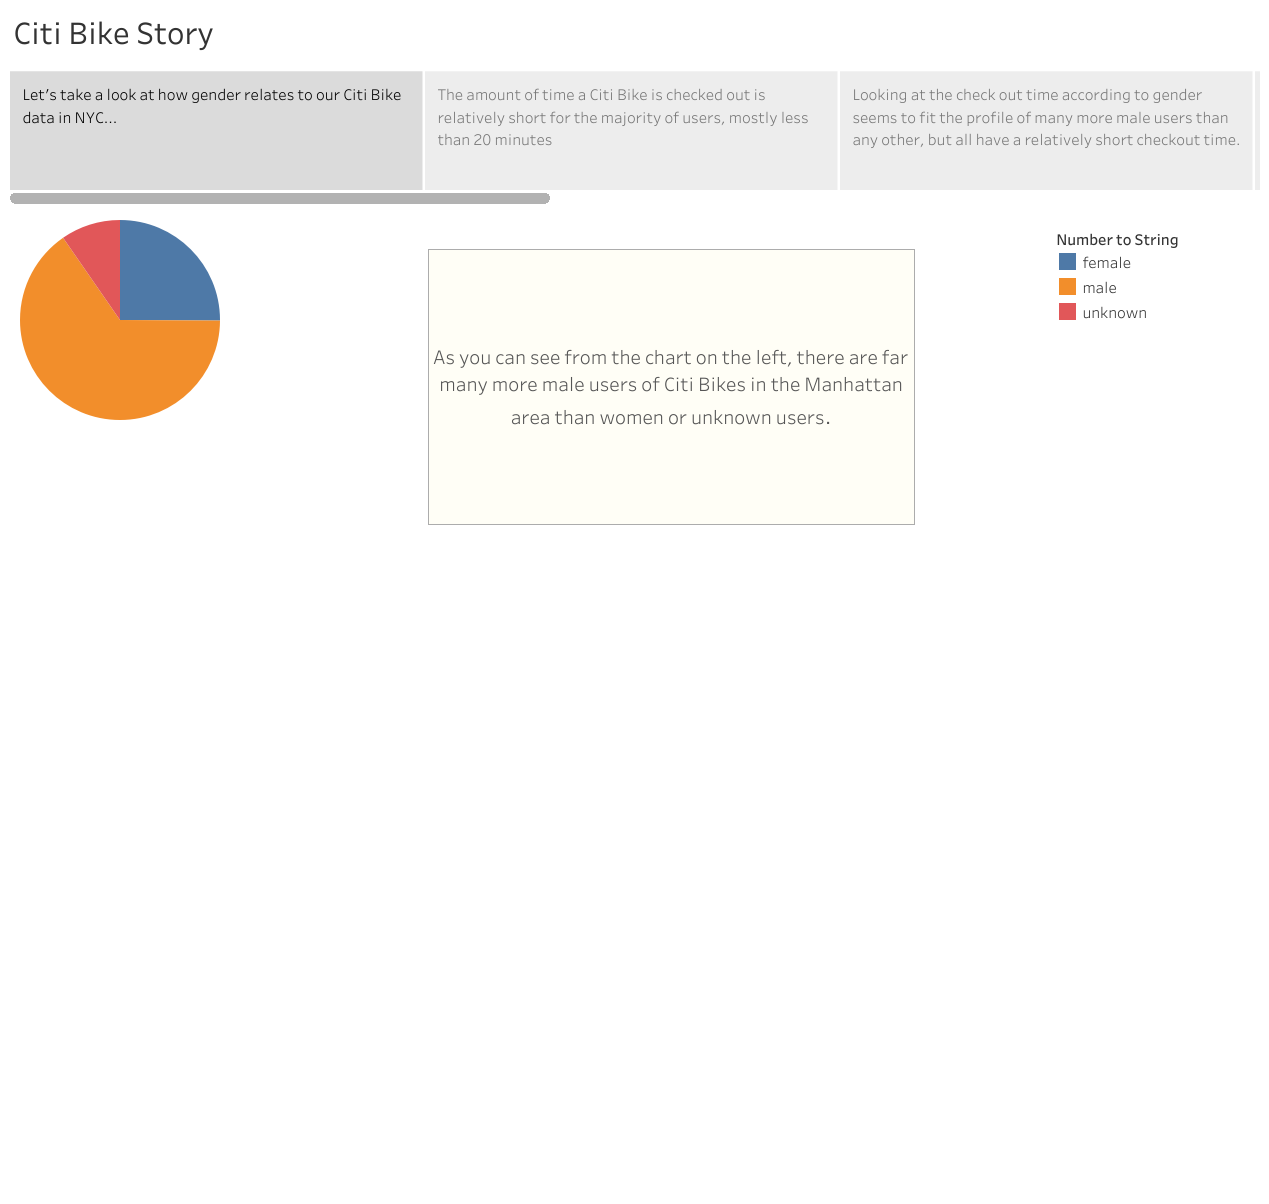 Citi Bike Story
Let's take a look at how gender relates to our Citi Bike
data in NYC...
The amount of time a Citi Bike is checked out is
relatively short for the majority of users, mostly less
than 20 minutes
Looking at the check out time according to gender
seems to fit the profile of many more male users than
any other, but all have a relatively short checkout time.
As you can see from the chart on the left, there are far
many more male users of Citi Bikes in the Manhattan
area than women or unknown users.
Number to String
female
male
unknown